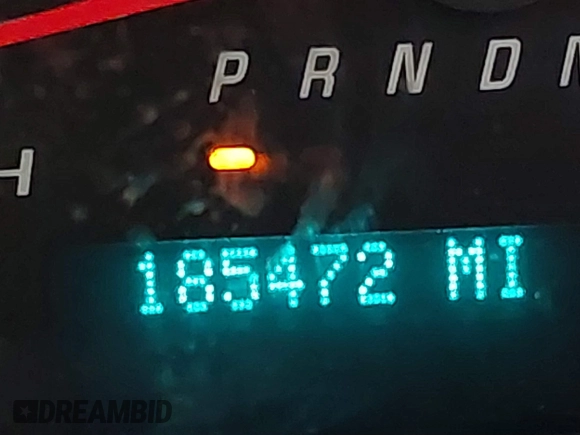 P R N D
H
185472 MI
DREAMBID